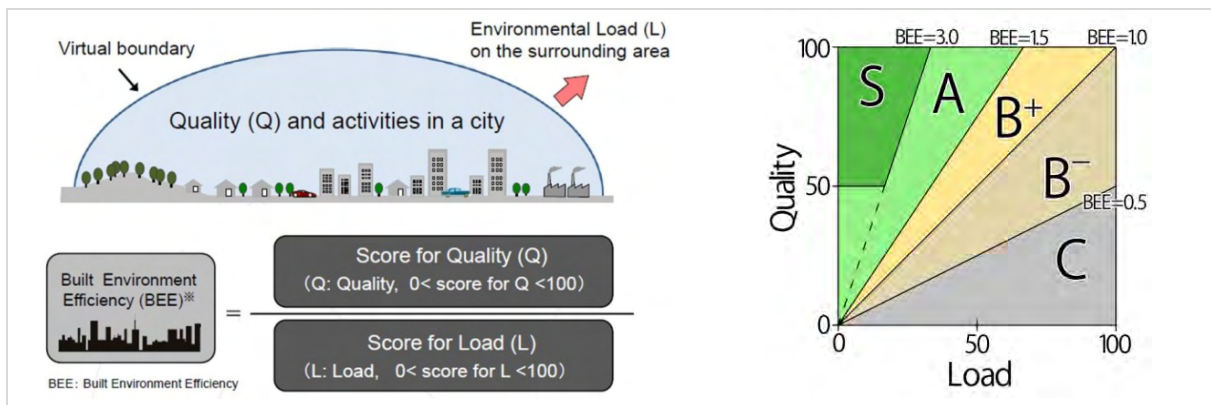 Virtual boundary
Environmental Load (L)
on the surrounding area
Quality (Q) and activities in a city
Built Environment
Efficiency (BEE)※
=
Score for Quality (Q)
(Q: Quality, 0< score for Q <100)
Score for Load (L)
(L: Load, 0< score for L <100)
BEE: Built Environment Efficiency
BEE=3.0 BEE=1.5 BEE=1.0
100
S A B+
50
B-
BEE=0.5
C
0
0 50 100
Quality
Load